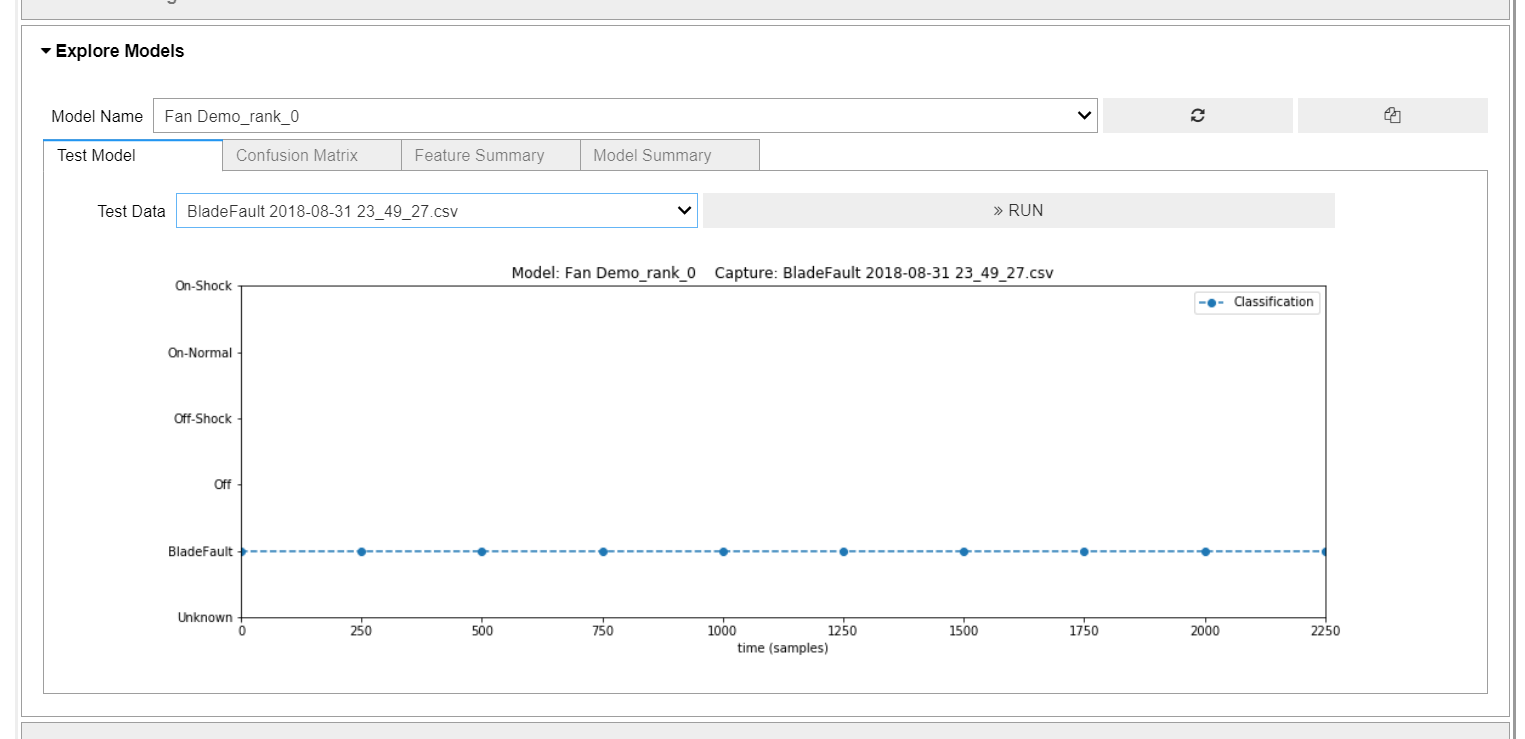 Explore Models
Model Name Fan Demo_rank_0
Test Model Confusion Matrix Feature Summary Model Summary
Test Data BladeFault 2018-08-31 23_49_27.csv » RUN
Model: Fan Demo_rank_0 Capture: BladeFault 2018-08-31 23_49_27.csv
Classification
On-Shock
On-Normal
Off-Shock
Off
BladeFault
Unknown
0 250 500 750 1000 1250 1500 1750 2000 2250
time (samples)